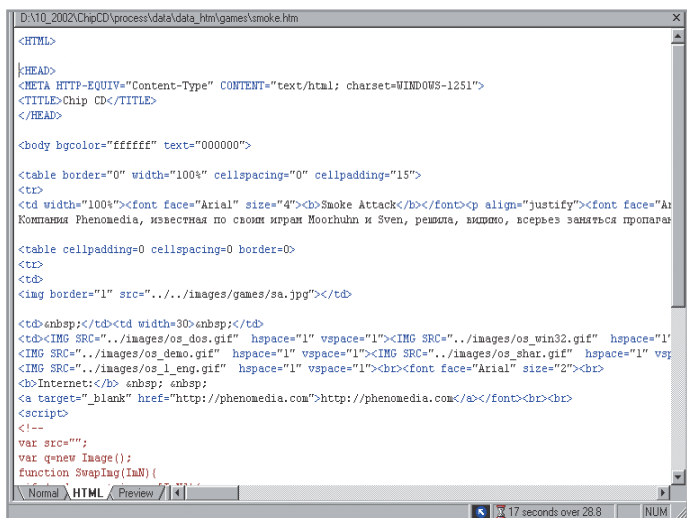 D:\10_2002\ChipCD\process\data\data_htm\games\smoke.htm
<HTML>
<HEAD>
<META HTTP-EQUIV="Content-Type" CONTENT="text/html; charset=WINDOWS-1251">
<TITLE>Chip CD</TITLE>
</HEAD>
<body bgcolor="ffffff" text="000000">
<table border="0" width="100%" cellspacing="0" cellpadding="15">
<tr>
<td width="100%"><font face="Arial" size="4"><b>Smoke Attack</b></font><p align="justify"><font face="Ar
Компания Phenomedia, известная по своим играм Moorhuhn и Sven, решила, видимо, всерьез заняться пропаган
<table cellpadding=0 cellspacing=0 border=0>
<tr>
<td>
<img border="1" src="../../images/games/sa.jpg"></td>
<td>&nbsp;</td><td width=30>&nbsp;</td>
<td><IMG SRC="../images/os_dos.gif" hspace="1" vspace="1"><IMG SRC="../images/os_win32.gif" hspace="1"
<IMG SRC="../images/os_demo.gif" hspace="1" vspace="1"><IMG SRC="../images/os_shar.gif" hspace="1" vsp
<IMG SRC="../images/os_l_eng.gif" hspace="1" vspace="1"><br><font face="Arial" size="2"><br>
<b>Internet:</b> &nbsp; &nbsp;
<a target="_blank" href="http://phenomedia.com">http://phenomedia.com</a></font><br><br>
<script>
<!--
var src="";
var q=new Image();
function SwapImg(ImN){
Normal HTML Preview
17 seconds over 28.8 NUM